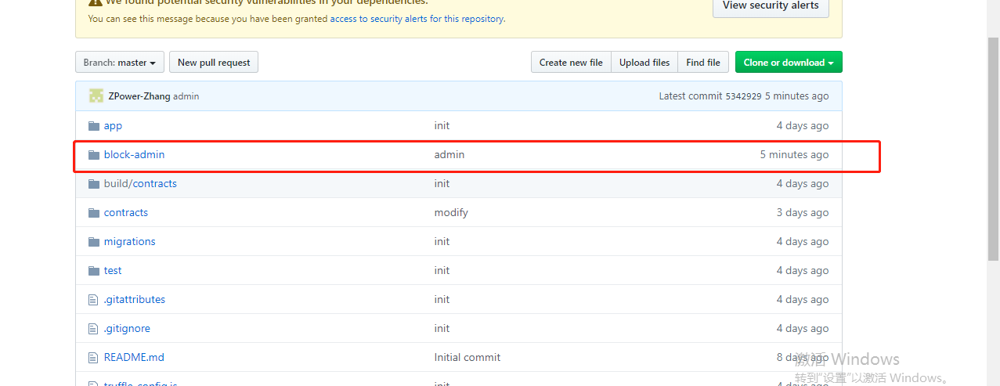 We found potential security vulnerabilities in your dependencies.
View security alerts
You can see this message because you have been granted access to security alerts for this repository.
Branch: master New pull request Create new file Upload files Find file Clone or download
ZPower-Zhang admin Latest commit 5342929 5 minutes ago
app init 4 days ago
block-admin admin 5 minutes ago
build/contracts init 4 days ago
contracts modify 3 days ago
migrations init 4 days ago
test init 4 days ago
.gitattributes init 4 days ago
.gitignore init 4 days ago
README.md Initial commit 8 days ago
激活 Windows
转到"设置"以激活 Windows。
truffle-config.js init 4 days ago